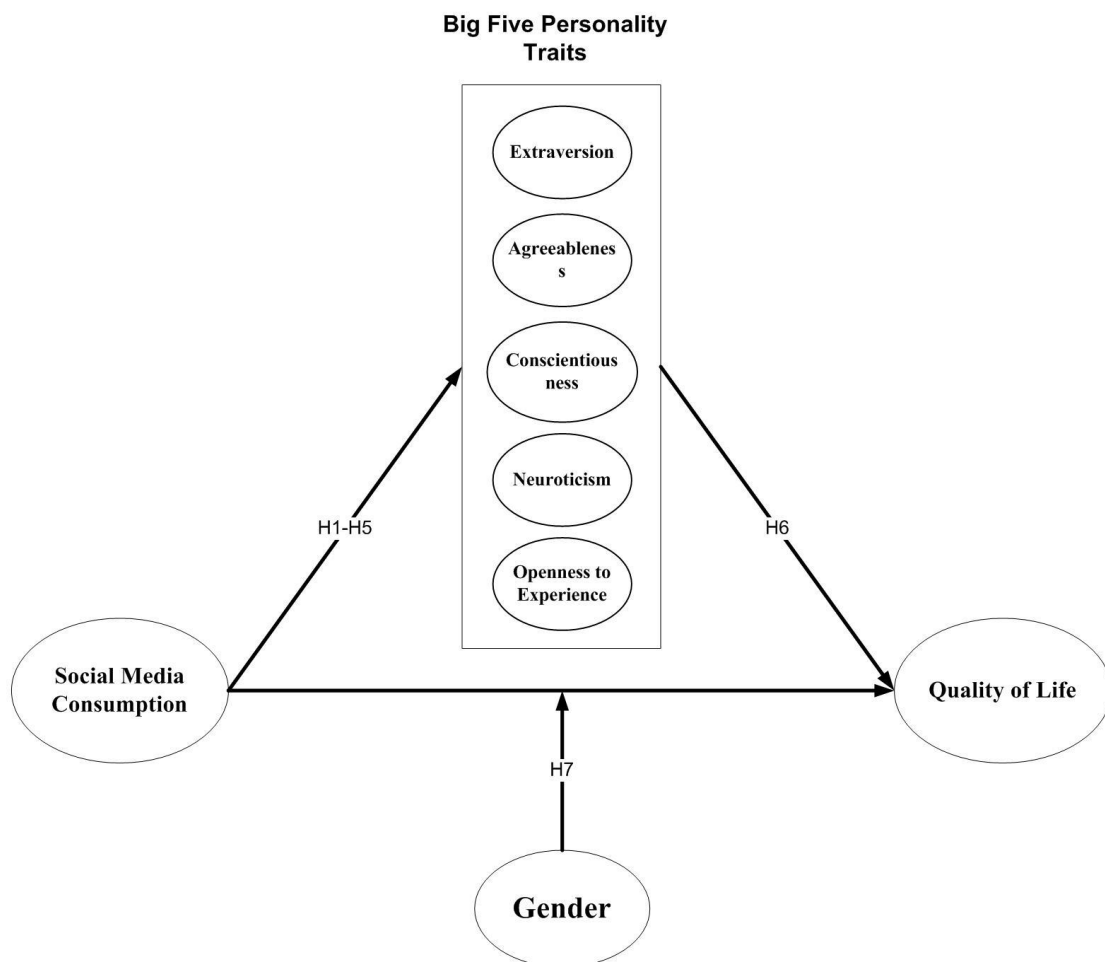 Big Five Personality
Traits
Extraversion
Agreeablenes
s
Conscientious
ness
Neuroticism
Openness to
Experience
H1-H5
H6
Social Media
Consumption
Quality of Life
H7
Gender